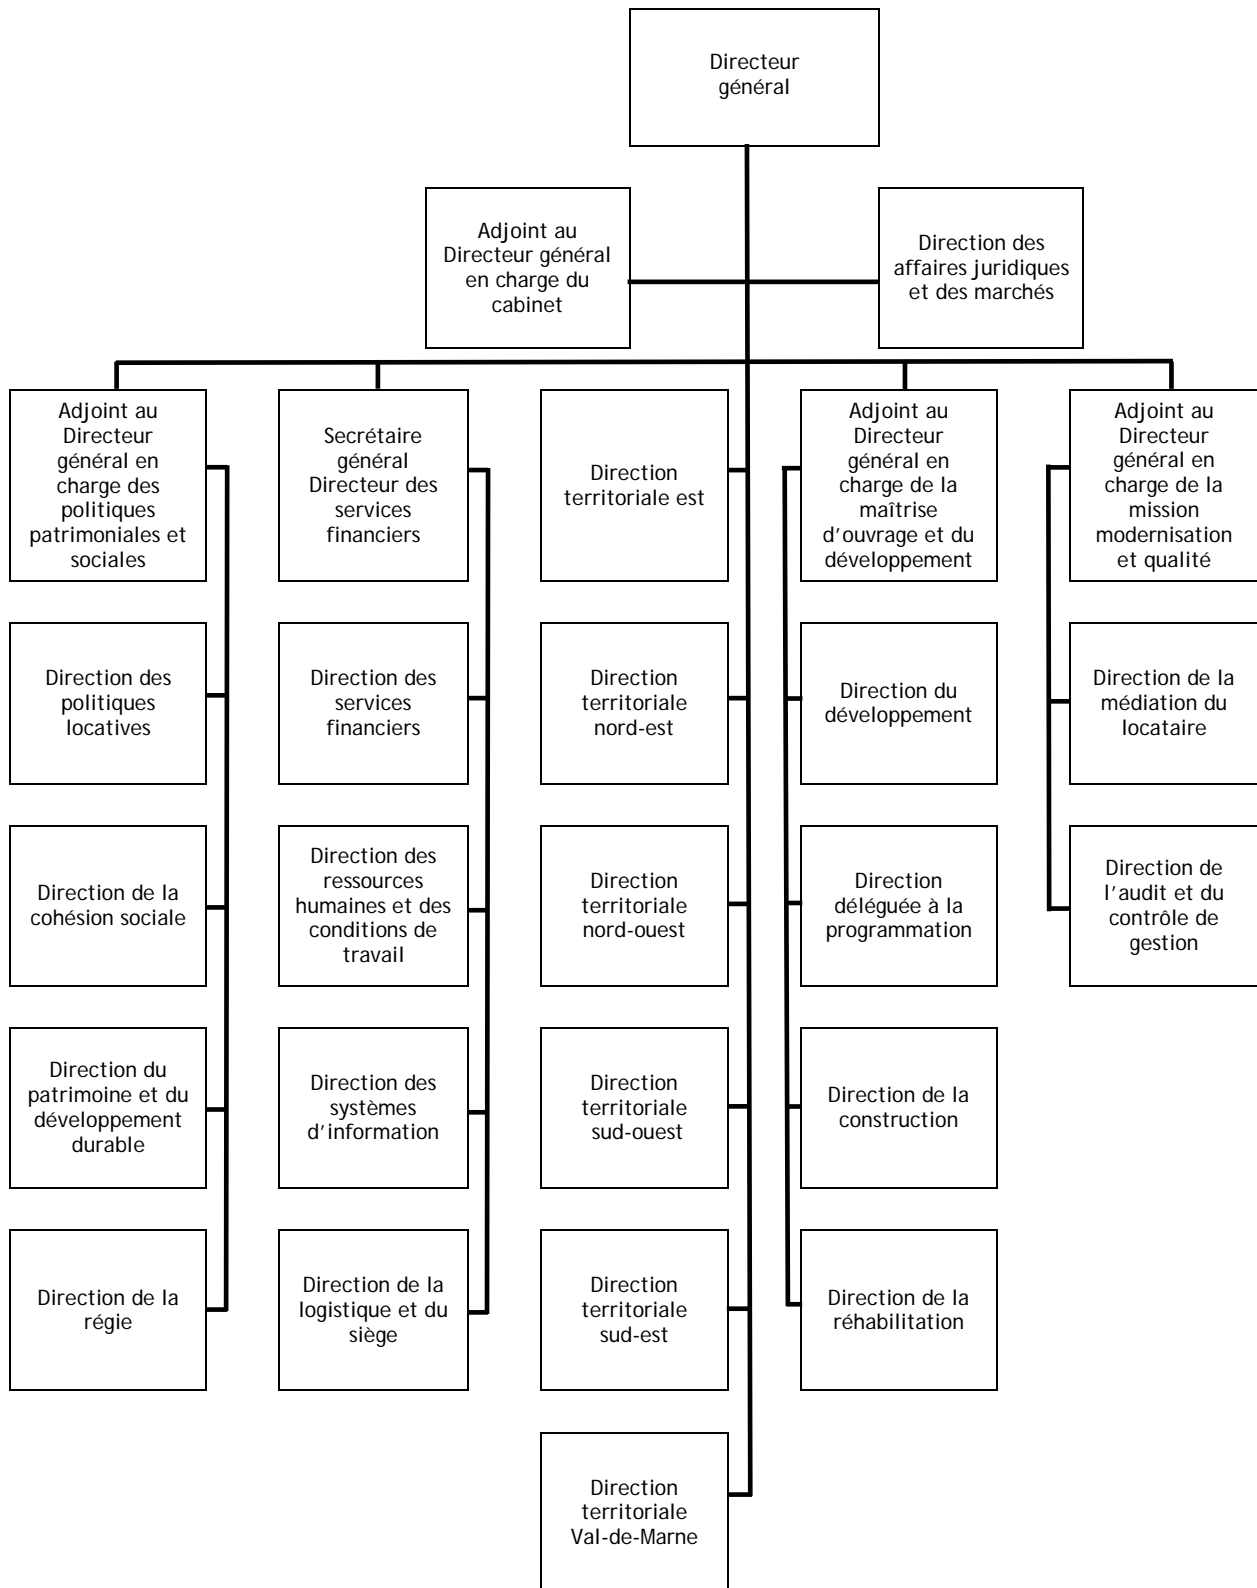 Directeur
général
Adjoint au
Directeur général
en charge du
cabinet
Direction des
affaires juridiques
et des marchés
Adjoint au
Directeur
général en
charge des
politiques
patrimoniales et
sociales
Secrétaire
général
Directeur des
services
financiers
Direction
territoriale est
Adjoint au
Directeur
général en
charge de la
maîtrise
d'ouvrage et du
développement
Adjoint au
Directeur
général en
charge de la
mission
modernisation
et qualité
Direction des
politiques
locatives
Direction des
services
financiers
Direction
territoriale
nord-est
Direction du
développement
Direction de la
médiation du
locataire
Direction de la
cohésion sociale
Direction des
ressources
humaines et des
conditions de
travail
Direction
territoriale
nord-ouest
Direction
déléguée à la
programmation
Direction de
l'audit et du
contrôle de
gestion
Direction du
patrimoine et du
développement
durable
Direction des
systèmes
d'information
Direction
territoriale
sud-ouest
Direction de la
construction
Direction de la
régie
Direction de la
logistique et du
siège
Direction
territoriale
sud-est
Direction de la
réhabilitation
Direction
territoriale
Val-de-Marne